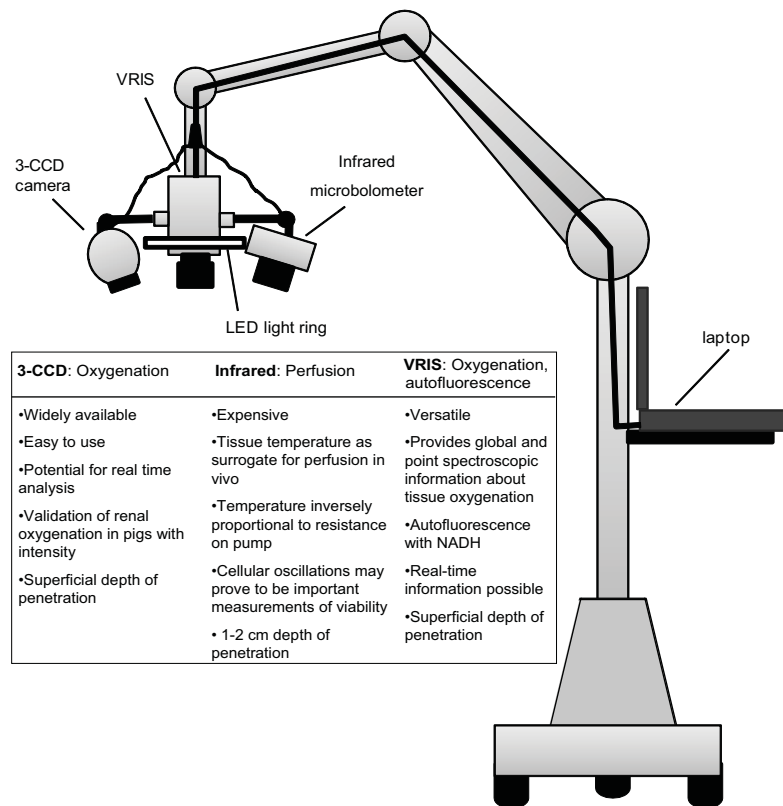 VRIS
3-CCD
camera
Infrared
microbolometer
LED light ring
laptop
3-CCD: Oxygenation
•Widely available
•Easy to use
•Potential for real time
analysis
•Validation of renal
oxygenation in pigs with
intensity
•Superficial depth of
penetration
Infrared: Perfusion
•Expensive
•Tissue temperature as
surrogate for perfusion in
vivo
•Temperature inversely
proportional to resistance
on pump
•Cellular oscillations may
prove to be important
measurements of viability
• 1-2 cm depth of
penetration
VRIS: Oxygenation,
autofluorescence
•Versatile
•Provides global and
point spectroscopic
information about
tissue oxygenation
•Autofluorescence
with NADH
•Real-time
information possible
•Superficial depth of
penetration